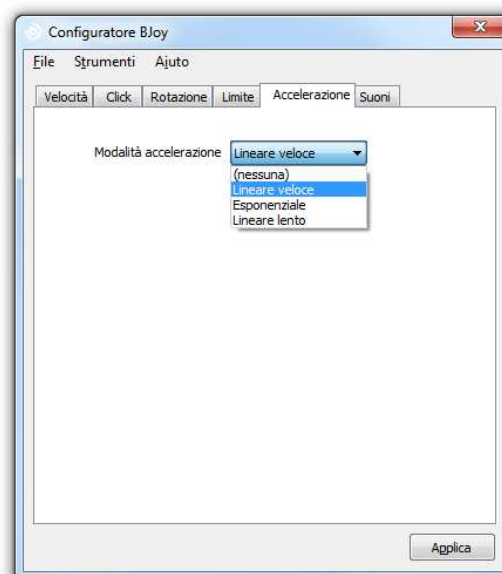 Configuratore BJoy
File Strumenti Aiuto
Velocità Click Rotazione Limite Accelerazione Suoni
Modalità accelerazione Lineare veloce
(nessuna)
Lineare veloce
Esponenziale
Lineare lento
Applica